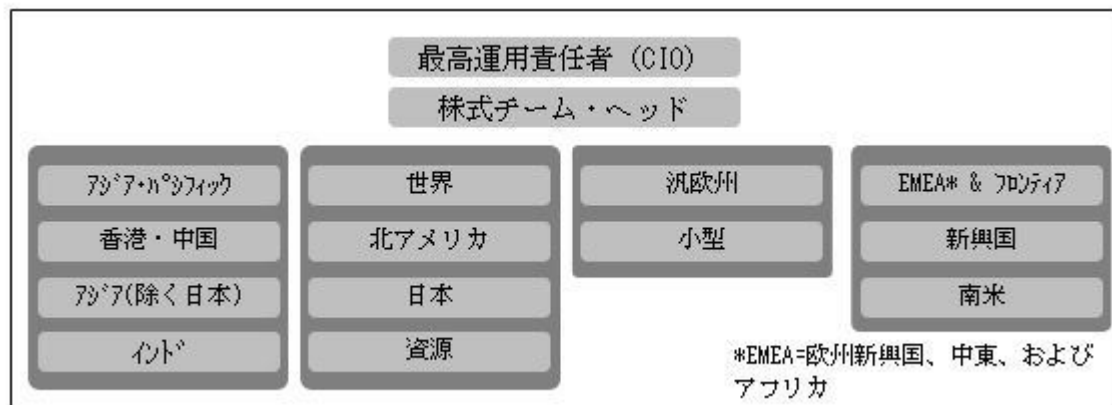 最高運用責任者 (CIO)
株式チーム・ヘッド
ｱｼﾞｱ･ﾊﾟｼﾌｨｯｸ
香港・中国
ｱｼﾞｱ(除く日本)
ｲﾝﾄﾞ
世界
北アメリカ
日本
資源
汎欧州
小型
EMEA* & ﾌﾛﾝﾃｨｱ
新興国
南米
*EMEA=欧州新興国、中東、および
アフリカ